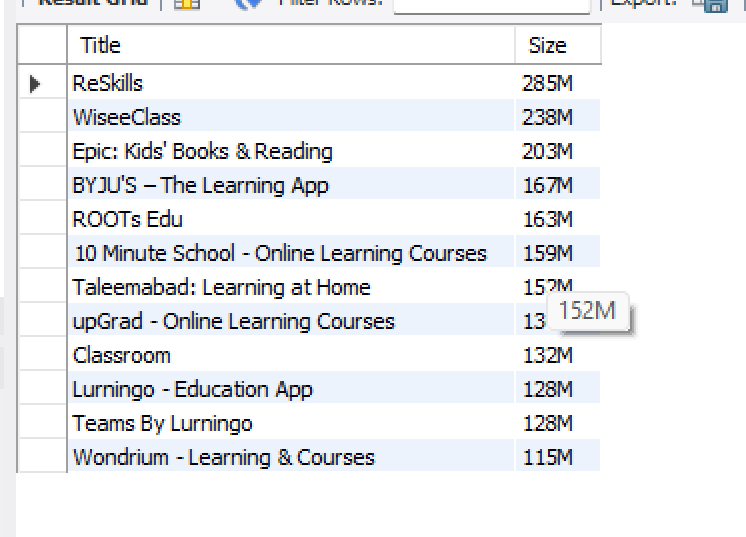 Result Grid Filter Rows: Export:
Title Size
ReSkills 285M
WiseeClass 238M
Epic: Kids' Books & Reading 203M
BYJU'S – The Learning App 167M
ROOTs Edu 163M
10 Minute School - Online Learning Courses 159M
Taleemabad: Learning at Home 152M
152M
upGrad - Online Learning Courses
Classroom 132M
Lurningo - Education App 128M
Teams By Lurningo 128M
Wondrium - Learning & Courses 115M